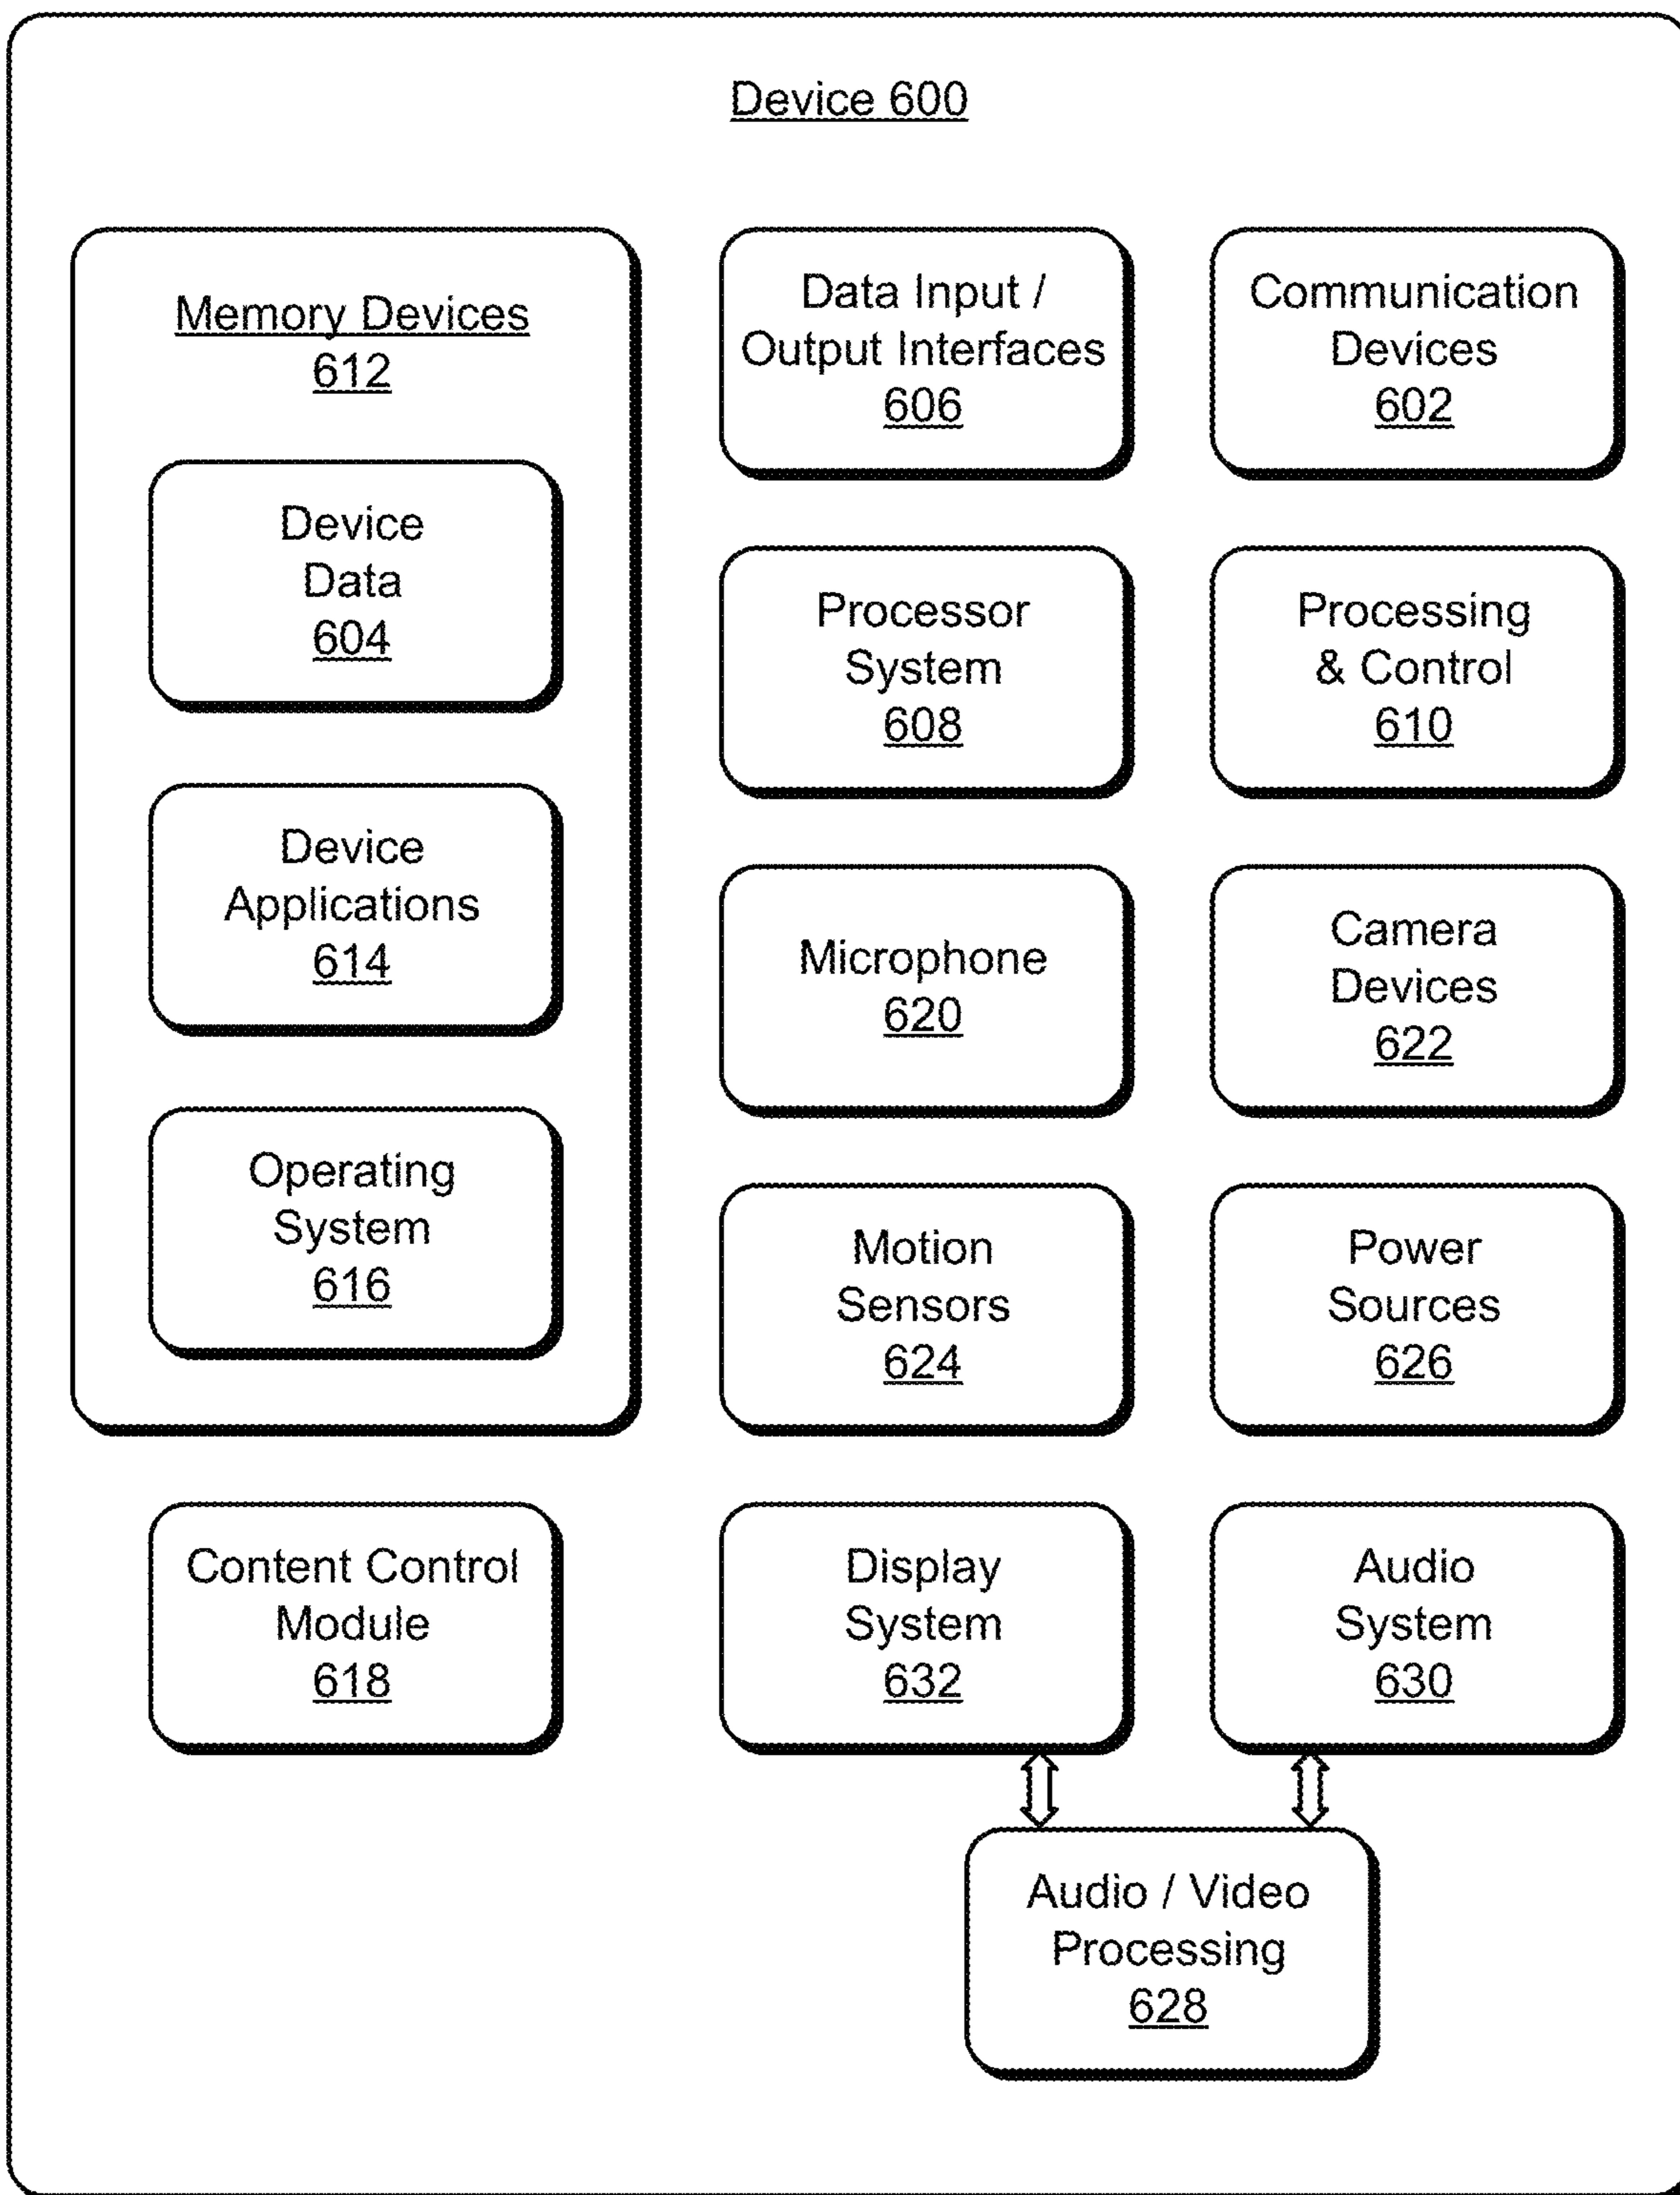 Device 600
Memory Devices
612
Device
Data
604
Device
Applications
614
Operating
System
616
Content Control
Module
618
Data Input /
Output Interfaces
606
Communication
Devices
602
Processor
System
608
Processing
& Control
610
Microphone
620
Camera
Devices
622
Motion
Sensors
624
Power
Sources
626
Display
System
632
Audio
System
630
Audio / Video
Processing
628